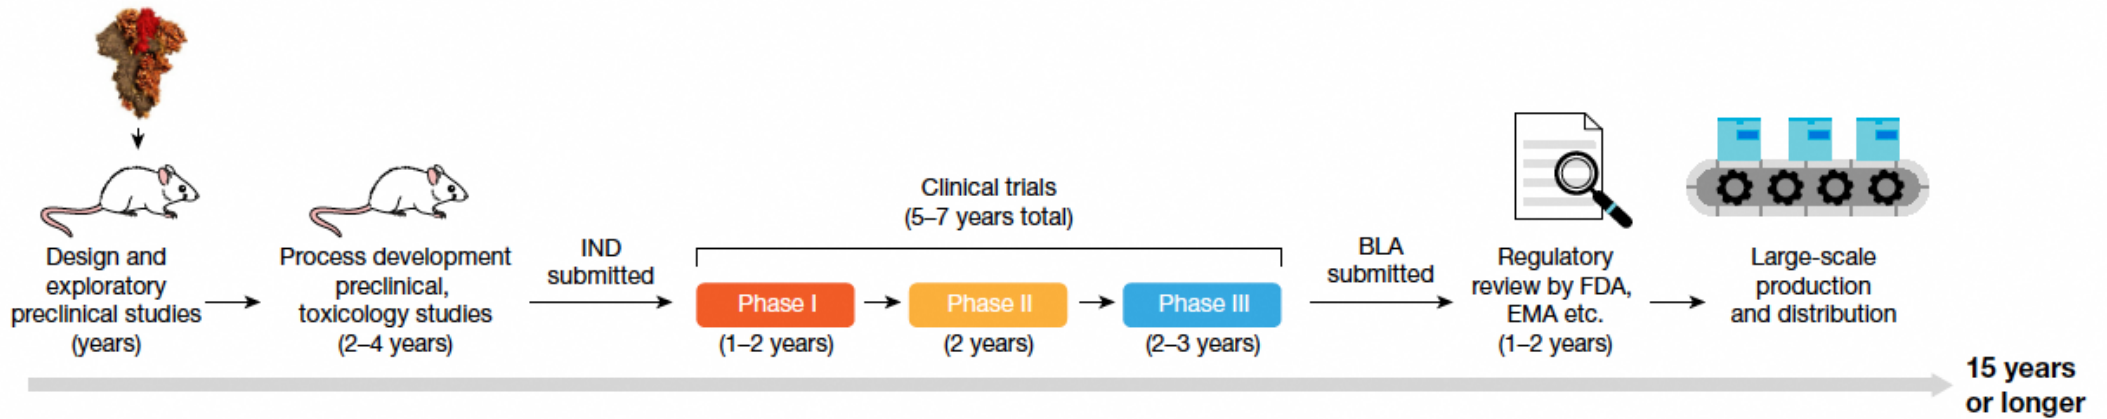 Design and
exploratory
preclinical studies
(years)
Process development
preclinical,
toxicology studies
(2–4 years)
IND
submitted
Clinical trials
(5–7 years total)
Phase I
(1–2 years)
Phase II
(2 years)
Phase III
(2–3 years)
BLA
submitted
Regulatory
review by FDA,
EMA etc.
(1–2 years)
Large-scale
production
and distribution
15 years
or longer